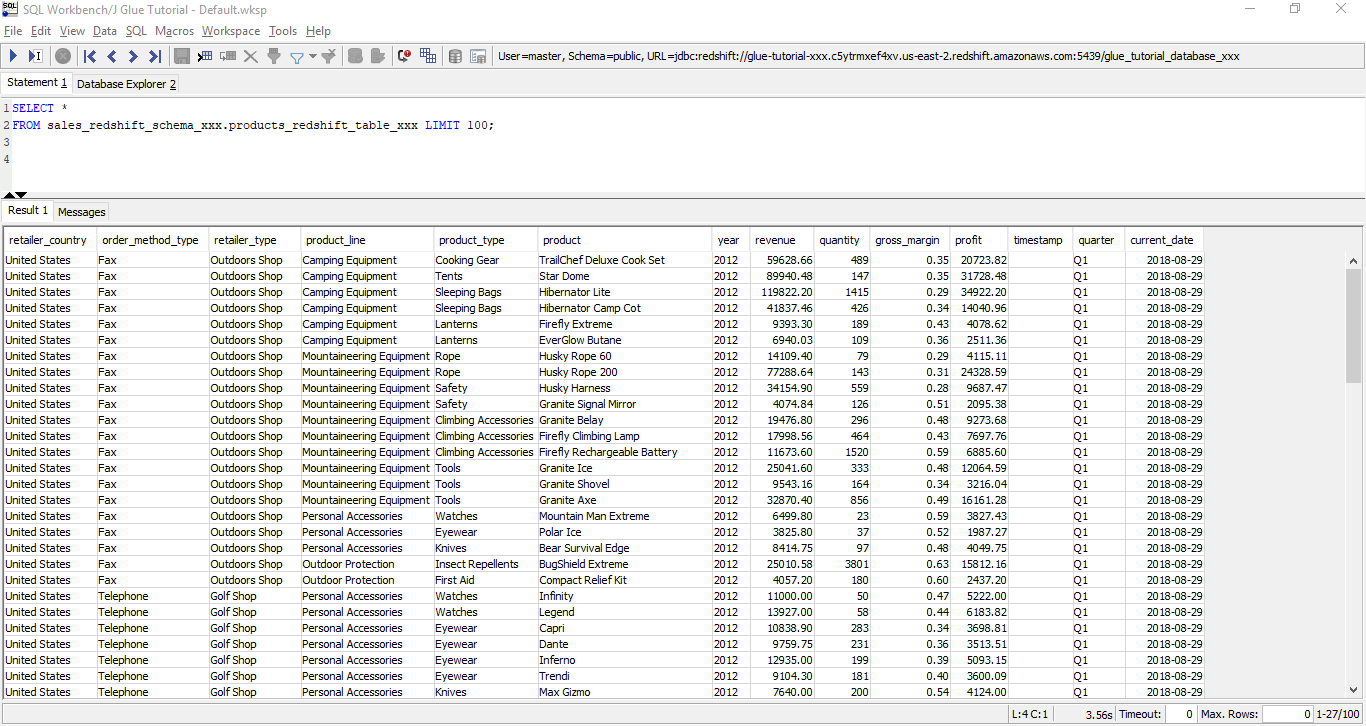 SQL Workbench/J Glue Tutorial - Default.wksp
File Edit View Data SQL Macros Workspace Tools Help
User=master, Schema=public, URL=jdbc:redshift://glue-tutorial-xxx.c5ytrmxef4xv.us-east-2.redshift.amazonaws.com:5439/glue_tutorial_database_xxx
Statement 1 Database Explorer 2
1 SELECT *
2 FROM sales_redshift_schema_xxx.products_redshift_table_xxx LIMIT 100;
3
4
Result 1 Messages
retailer_country order_method_type retailer_type product_line product_type product year revenue quantity gross_margin profit timestamp quarter current_date
United States Fax Outdoors Shop Camping Equipment Cooking Gear TrailChef Deluxe Cook Set 2012 59628.66 489 0.35 20723.82 Q1 2018-08-29
United States Fax Outdoors Shop Camping Equipment Tents Star Dome 2012 89940.48 147 0.35 31728.48 Q1 2018-08-29
United States Fax Outdoors Shop Camping Equipment Sleeping Bags Hibernator Lite 2012 119822.20 1415 0.29 34922.20 Q1 2018-08-29
United States Fax Outdoors Shop Camping Equipment Sleeping Bags Hibernator Camp Cot 2012 41837.46 426 0.34 14040.96 Q1 2018-08-29
United States Fax Outdoors Shop Camping Equipment Lanterns Firefly Extreme 2012 9393.30 189 0.43 4078.62 Q1 2018-08-29
United States Fax Outdoors Shop Camping Equipment Lanterns EverGlow Butane 2012 6940.03 109 0.36 2511.36 Q1 2018-08-29
United States Fax Outdoors Shop Mountaineering Equipment Rope Husky Rope 60 2012 14109.40 79 0.29 4115.11 Q1 2018-08-29
United States Fax Outdoors Shop Mountaineering Equipment Rope Husky Rope 200 2012 77288.64 143 0.31 24328.59 Q1 2018-08-29
United States Fax Outdoors Shop Mountaineering Equipment Safety Husky Harness 2012 34154.90 559 0.28 9687.47 Q1 2018-08-29
United States Fax Outdoors Shop Mountaineering Equipment Safety Granite Signal Mirror 2012 4074.84 126 0.51 2095.38 Q1 2018-08-29
United States Fax Outdoors Shop Mountaineering Equipment Climbing Accessories Granite Belay 2012 19476.80 296 0.48 9273.68 Q1 2018-08-29
United States Fax Outdoors Shop Mountaineering Equipment Climbing Accessories Firefly Climbing Lamp 2012 17998.56 464 0.43 7697.76 Q1 2018-08-29
United States Fax Outdoors Shop Mountaineering Equipment Climbing Accessories Firefly Rechargeable Battery 2012 11673.60 1520 0.59 6885.60 Q1 2018-08-29
United States Fax Outdoors Shop Mountaineering Equipment Tools Granite Ice 2012 25041.60 333 0.48 12064.59 Q1 2018-08-29
United States Fax Outdoors Shop Mountaineering Equipment Tools Granite Shovel 2012 9543.16 164 0.34 3216.04 Q1 2018-08-29
United States Fax Outdoors Shop Mountaineering Equipment Tools Granite Axe 2012 32870.40 856 0.49 16161.28 Q1 2018-08-29
United States Fax Outdoors Shop Personal Accessories Watches Mountain Man Extreme 2012 6499.80 23 0.59 3827.43 Q1 2018-08-29
United States Fax Outdoors Shop Personal Accessories Eyewear Polar Ice 2012 3825.80 37 0.52 1987.27 Q1 2018-08-29
United States Fax Outdoors Shop Personal Accessories Knives Bear Survival Edge 2012 8414.75 97 0.48 4049.75 Q1 2018-08-29
United States Fax Outdoors Shop Outdoor Protection Insect Repellents BugShield Extreme 2012 25010.58 3801 0.63 15812.16 Q1 2018-08-29
United States Fax Outdoors Shop Outdoor Protection First Aid Compact Relief Kit 2012 4057.20 180 0.60 2437.20 Q1 2018-08-29
United States Telephone Golf Shop Personal Accessories Watches Infinity 2012 11000.00 50 0.47 5222.00 Q1 2018-08-29
United States Telephone Golf Shop Personal Accessories Watches Legend 2012 13927.00 58 0.44 6183.82 Q1 2018-08-29
United States Telephone Golf Shop Personal Accessories Eyewear Capri 2012 10838.90 283 0.34 3698.81 Q1 2018-08-29
United States Telephone Golf Shop Personal Accessories Eyewear Dante 2012 9759.75 231 0.36 3513.51 Q1 2018-08-29
United States Telephone Golf Shop Personal Accessories Eyewear Inferno 2012 12935.00 199 0.39 5093.15 Q1 2018-08-29
United States Telephone Golf Shop Personal Accessories Eyewear Trendi 2012 9104.30 181 0.40 3600.09 Q1 2018-08-29
United States Telephone Golf Shop Personal Accessories Knives Max Gizmo 2012 7640.00 200 0.54 4124.00 Q1 2018-08-29
L:4 C:1 3.56s Timeout: 0 Max. Rows: 0 1-27/100